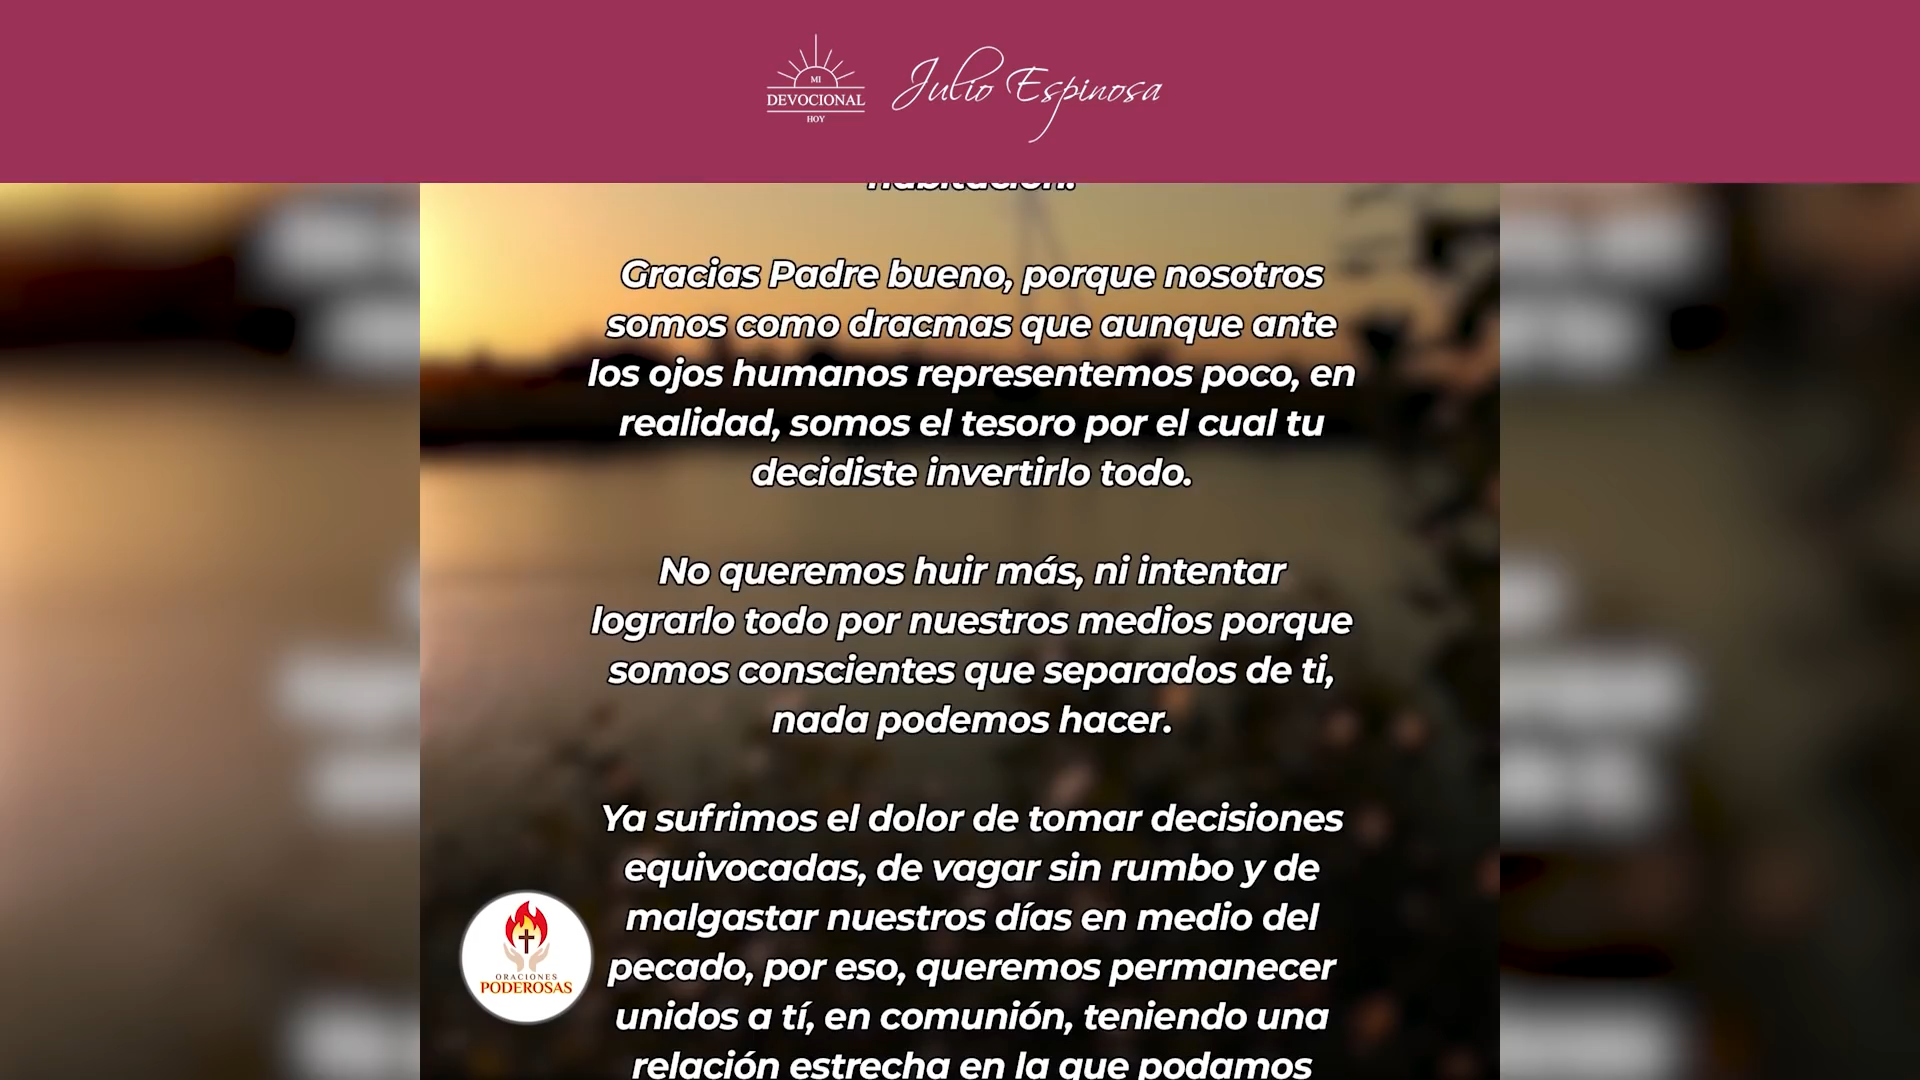 MI
DEVOCIONAL
HOY
Julio Espinosa
habitación.
Gracias Padre bueno, porque nosotros
somos como dracmas que aunque ante
los ojos humanos representemos poco, en
realidad, somos el tesoro por el cual tu
decidiste invertirlo todo.
No queremos huir más, ni intentar
lograrlo todo por nuestros medios porque
somos conscientes que separados de ti,
nada podemos hacer.
Ya sufrimos el dolor de tomar decisiones
equivocadas, de vagar sin rumbo y de
malgastar nuestros días en medio del
pecado, por eso, queremos permanecer
unidos a tí, en comunión, teniendo una
relación estrecha en la que podamos
ORACIONES
PODEROSAS